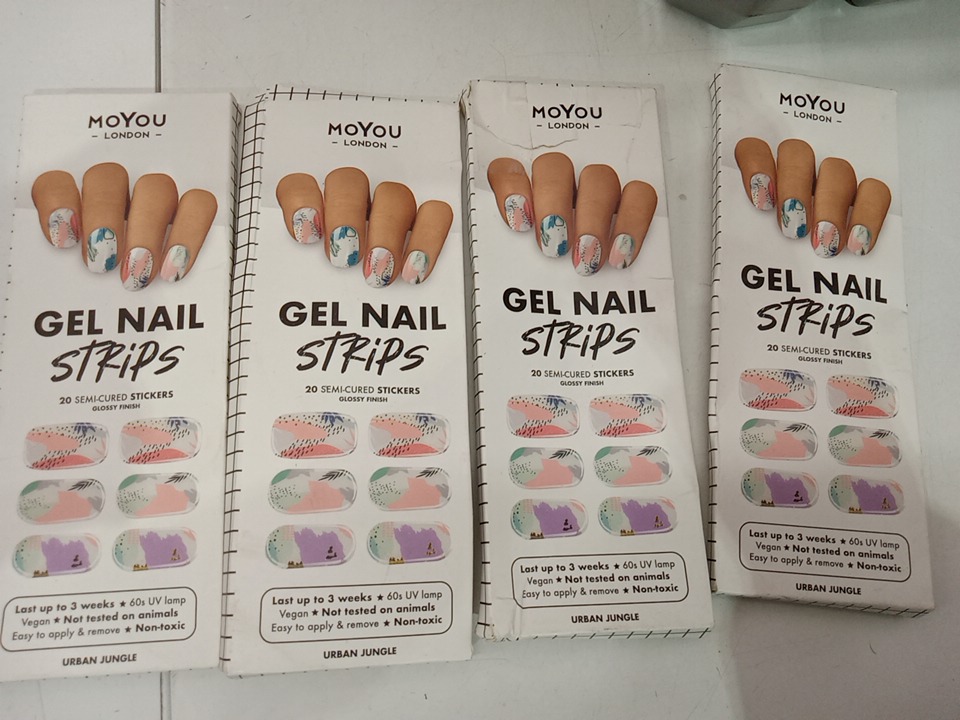 MOYOU
– LONDON –
GEL NAIL
STRiPS
20 SEMI-CURED STICKERS
GLOSSY FINISH
Last up to 3 weeks ★ 60s UV lamp
Vegan ★ Not tested on animals
Easy to apply & remove ★ Non-toxic
URBAN JUNGLE
MOYOU
– LONDON –
GEL NAIL
STRiPS
20 SEMI-CURED STICKERS
GLOSSY FINISH
Last up to 3 weeks ★ 60s UV lamp
Vegan ★ Not tested on animals
Easy to apply & remove ★ Non-toxic
URBAN JUNGLE
MOYOU
– LONDON –
GEL NAIL
STRiPS
20 SEMI-CURED STICKERS
GLOSSY FINISH
Last up to 3 weeks ★ 60s UV lamp
Vegan ★ Not tested on animals
Easy to apply & remove ★ Non-toxic
URBAN JUNGLE
MOYOU
– LONDON –
GEL NAIL
STRiPS
20 SEMI-CURED STICKERS
GLOSSY FINISH
Last up to 3 weeks ★ 60s UV lamp
Vegan ★ Not tested on animals
Easy to apply & remove ★ Non-toxic
URBAN JUNGLE